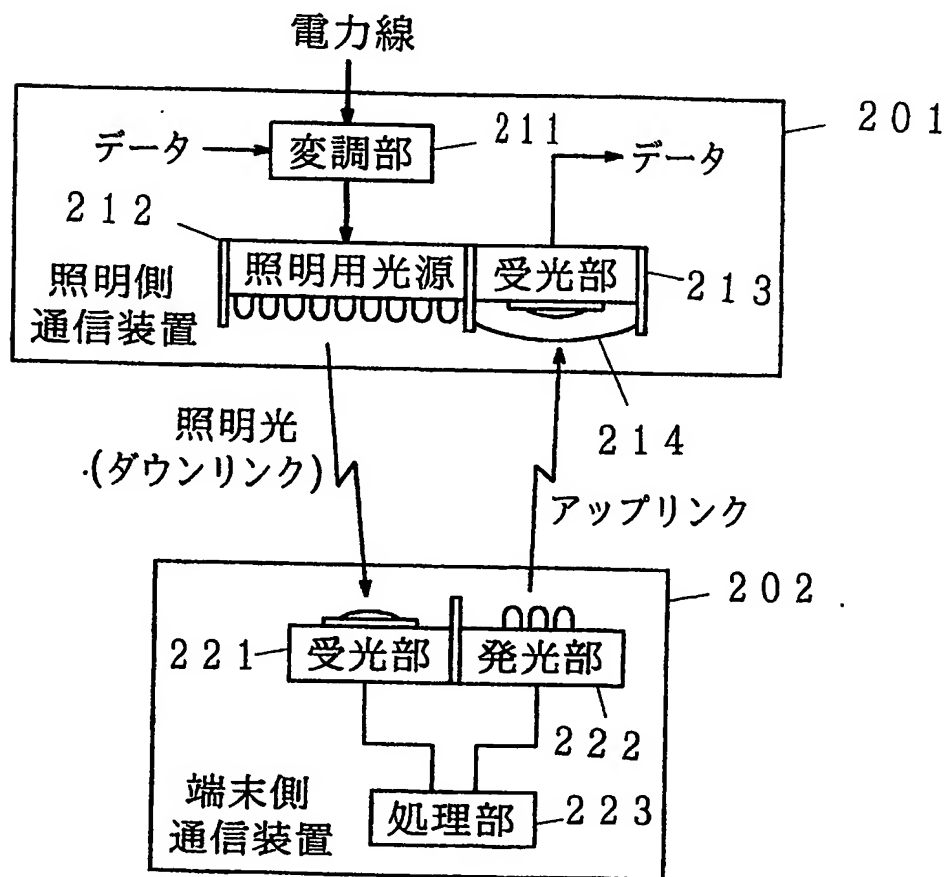 電力線
データ
変調部
211
データ
201
212
照明用光源
受光部
213
照明側
通信装置
214
照明光
(ダウンリンク)
アップリンク
202
221
受光部
発光部
222
端末側
通信装置
処理部
223